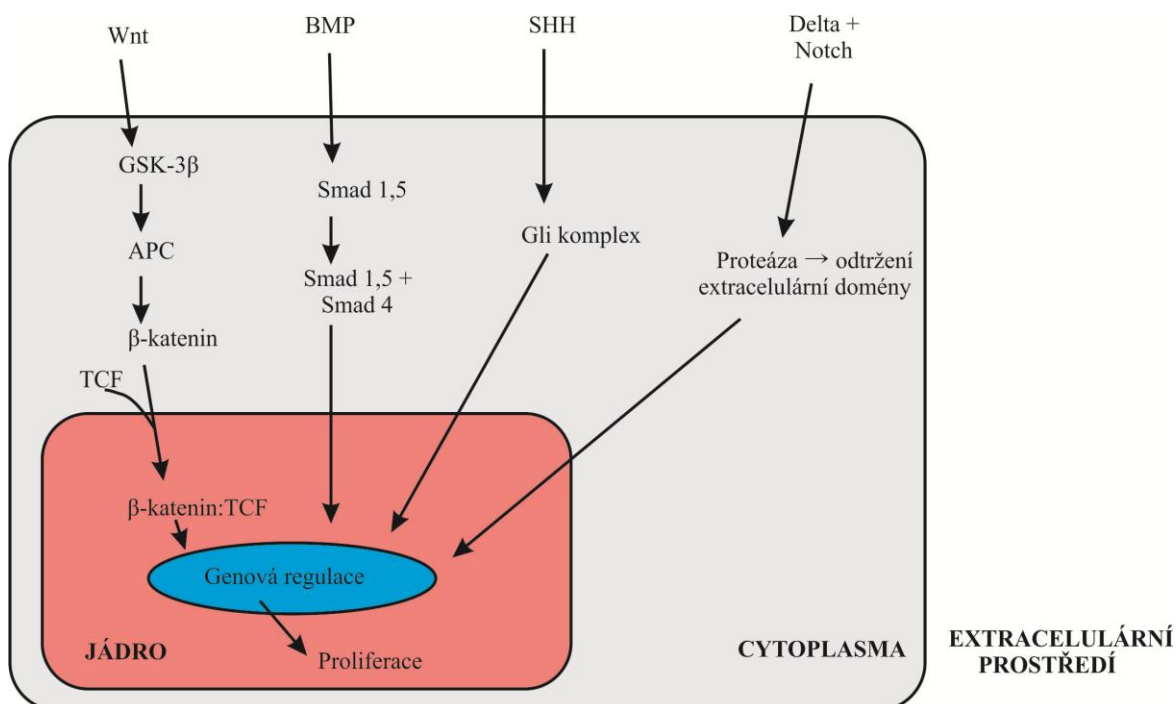 Wnt
BMP
SHH
Delta +
Notch
GSK-3β
APC
β-katenin
TCF
β-katenin:TCF
Smad 1,5
Smad 1,5 +
Smad 4
Gli komplex
Proteáza → odtržení
extracelulární domény
Genová regulace
Proliferace
JÁDRO
CYTOPLASMA
EXTRACELULÁRNÍ
PROSTŘEDÍ